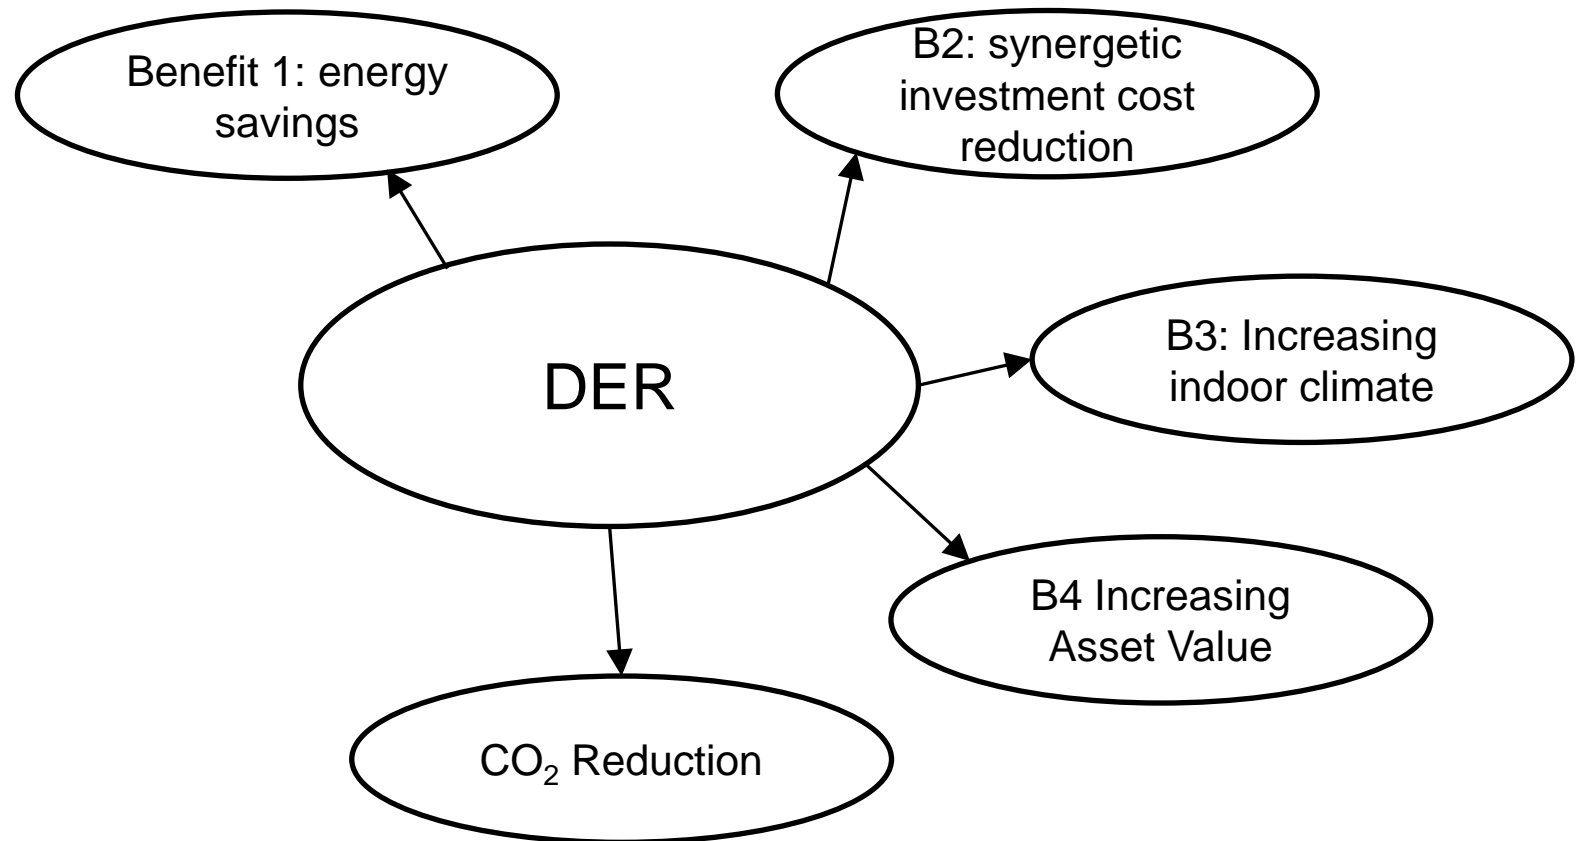 Benefit 1: energy
savings
B2: synergetic
investment cost
reduction
DER
B3: Increasing
indoor climate
B4 Increasing
Asset Value
CO₂ Reduction